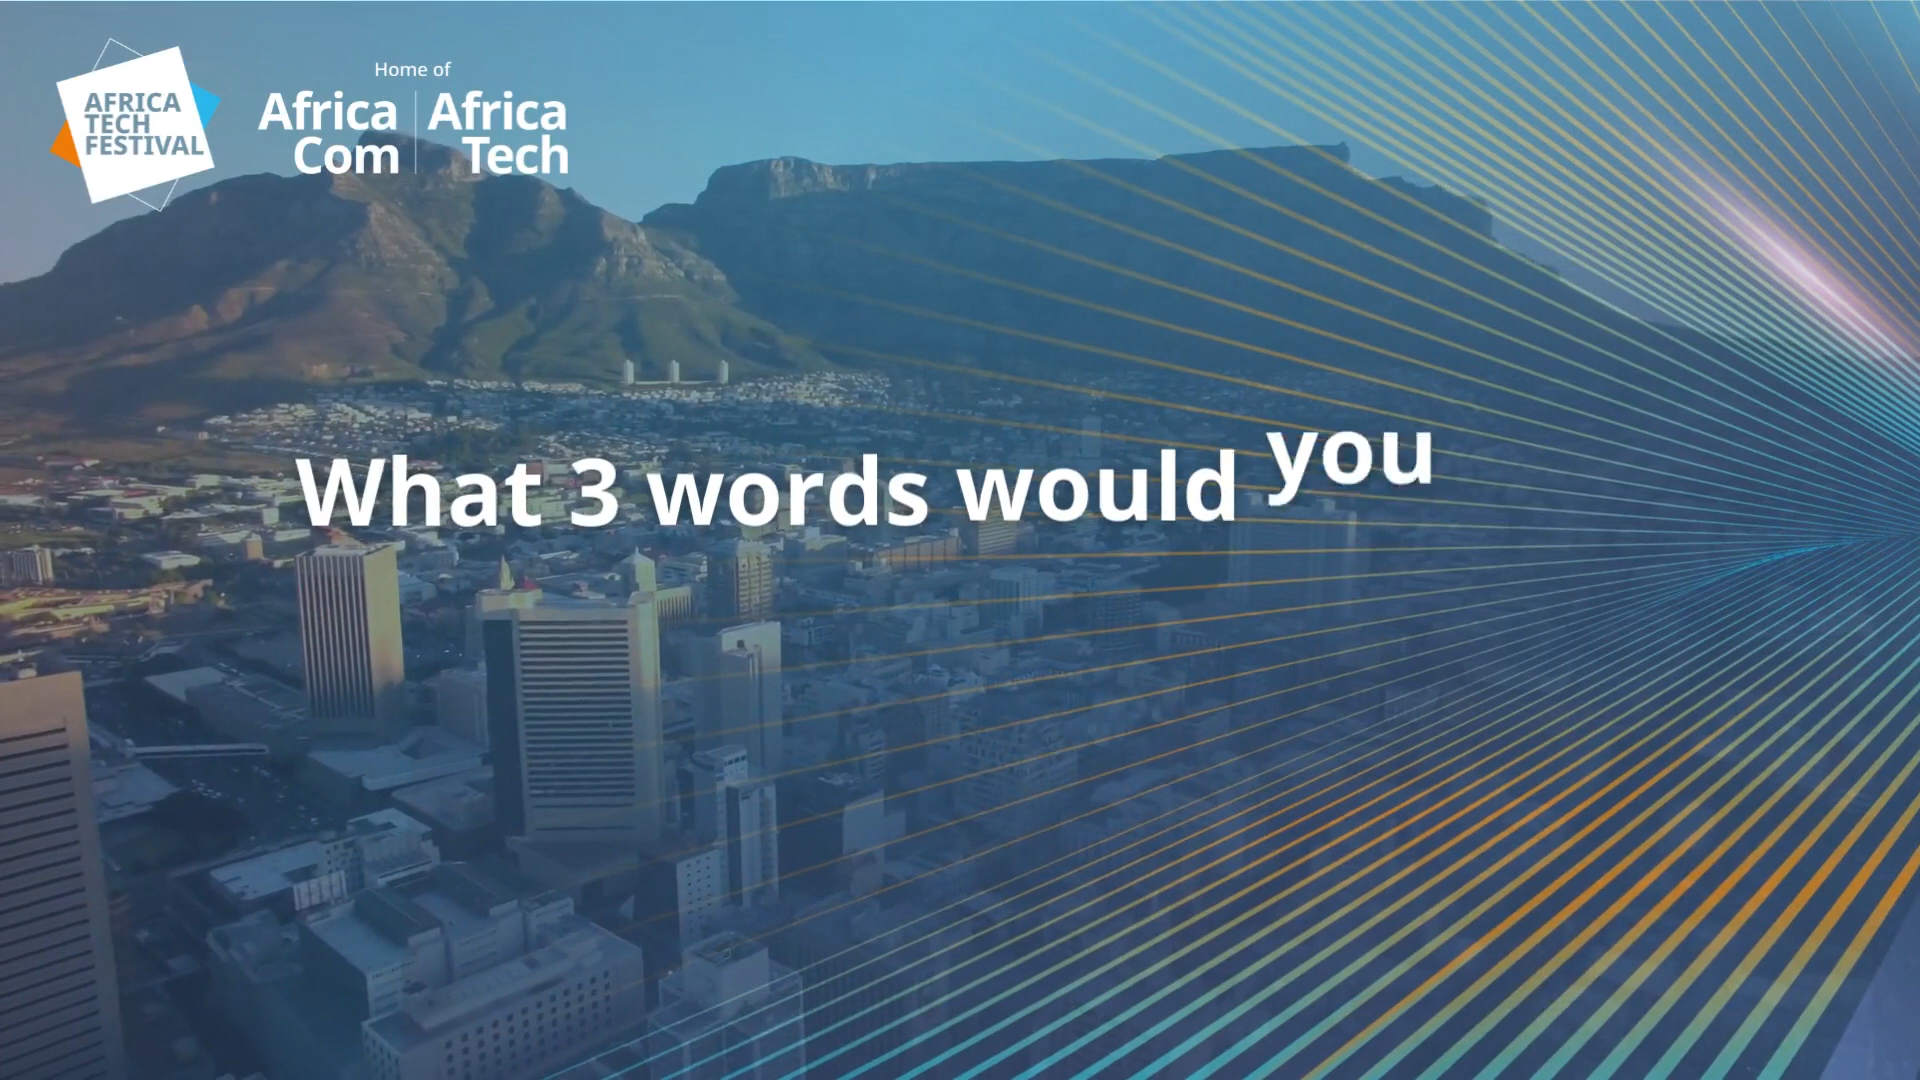 AFRICA
TECH
FESTIVAL
Home of
Africa Com
Africa Tech
What 3 words would you